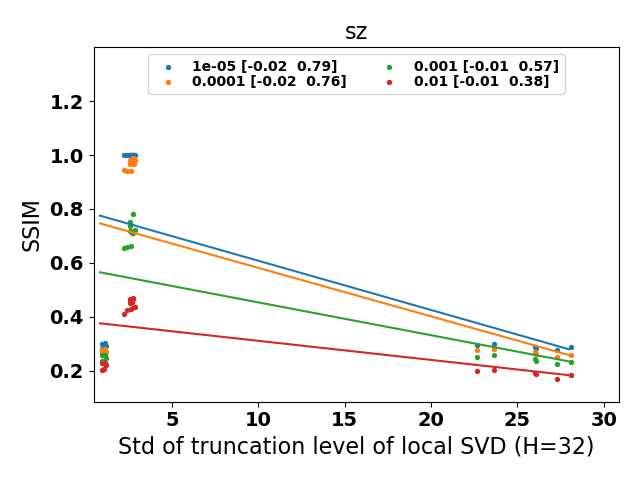 sz
1e-05 [-0.02  0.79]
0.0001 [-0.02  0.76]
0.001 [-0.01  0.57]
0.01 [-0.01  0.38]
SSIM
1.2
1.0
0.8
0.6
0.4
0.2
5 10 15 20 25 30
Std of truncation level of local SVD (H=32)